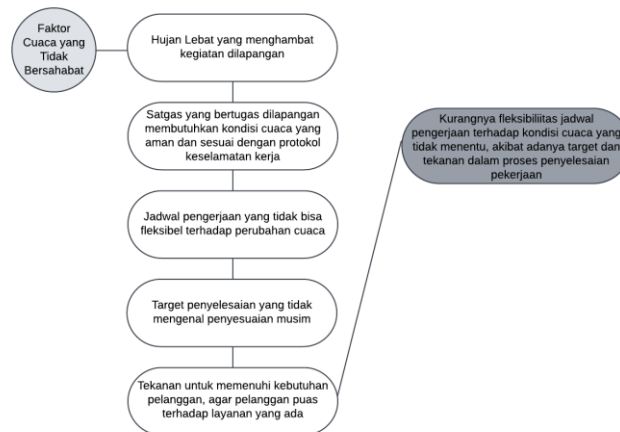 Faktor
Cuaca yang
Tidak
Bersahabat
Hujan Lebat yang menghambat
kegiatan dilapangan
Satgas yang bertugas dilapangan
membutuhkan kondisi cuaca yang
aman dan sesuai dengan protokol
keselamatan kerja
Jadwal pengerjaan yang tidak bisa
fleksibel terhadap perubahan cuaca
Target penyelesaian yang tidak
mengenal penyesuaian musim
Tekanan untuk memenuhi kebutuhan
pelanggan, agar pelanggan puas
terhadap layanan yang ada
Kurangnya fleksibiliitas jadwal
pengerjaan terhadap kondisi cuaca yang
tidak menentu, akibat adanya target dan
tekanan dalam proses penyelesaian
pekerjaan